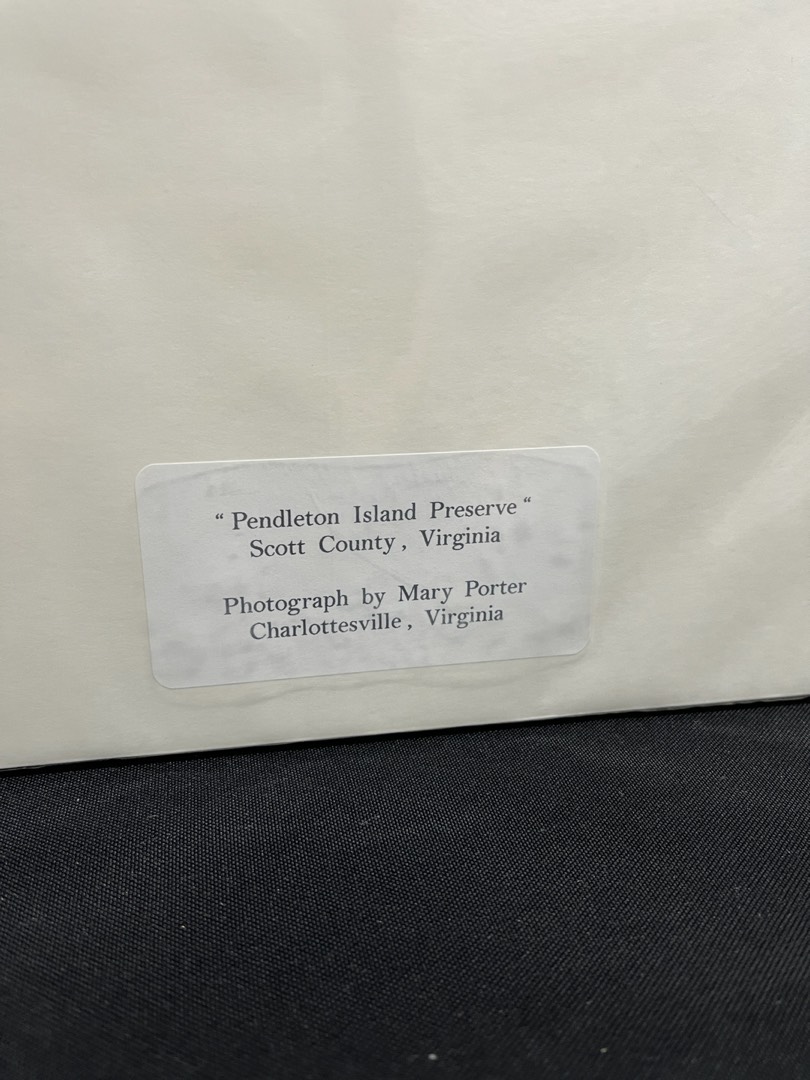 “ Pendleton Island Preserve “
Scott County, Virginia
Photograph by Mary Porter
Charlottesville, Virginia